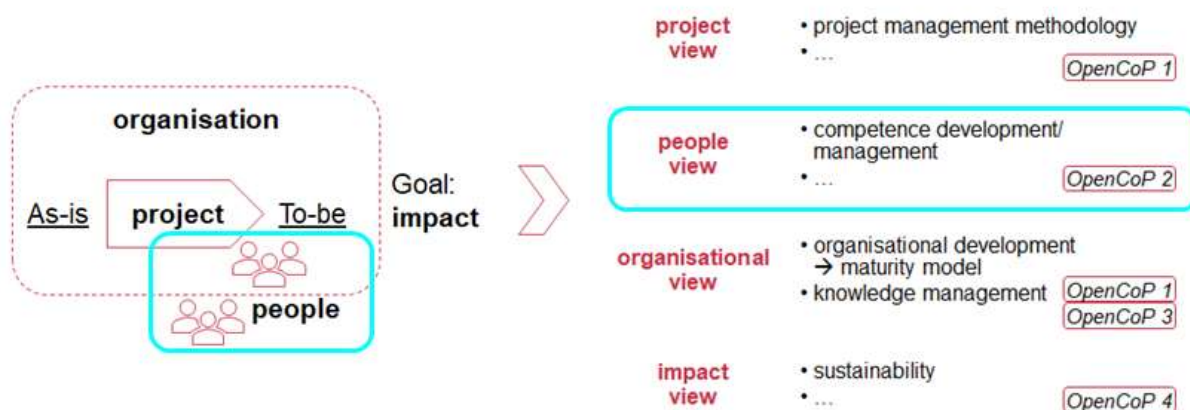 organisation
As-is
project
To-be
people
Goal:
impact
project
view
• project management methodology
• ...
OpenCoP 1
people
view
• competence development/
management
• ...
OpenCoP 2
organisational
view
• organisational development
→ maturity model
• knowledge management
OpenCoP 1
OpenCoP 3
impact
view
• sustainability
• ...
OpenCoP 4